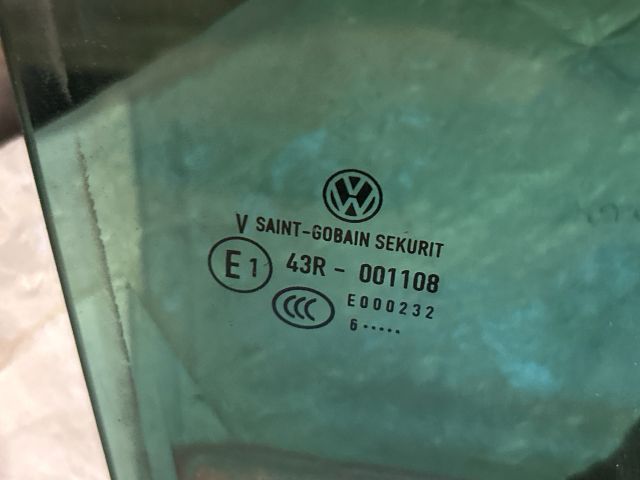 V SAINT-GOBAIN SEKURIT
E1 43R - 001108
CCC E000232
6 •••••